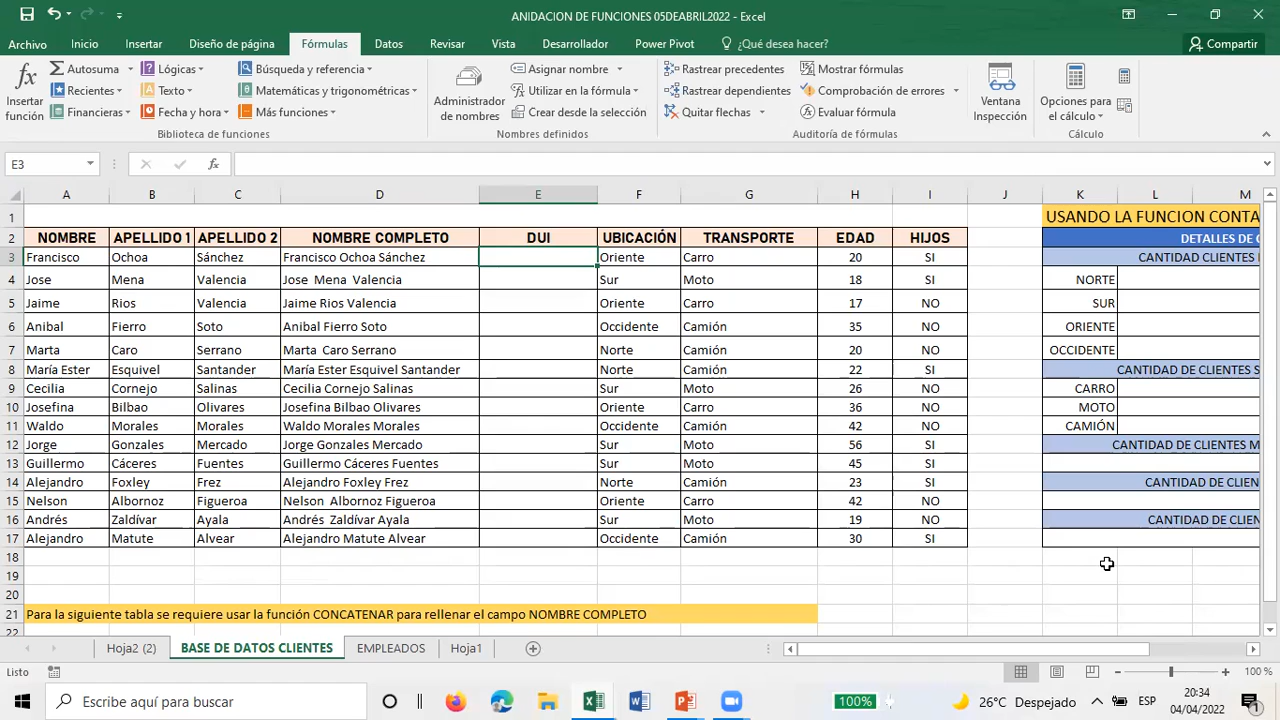 ANIDACION DE FUNCIONES 05DEABRIL2022 - Excel
Archivo Inicio Insertar Diseño de página Fórmulas Datos Revisar Vista Desarrollador Power Pivot ¿Qué desea hacer? Compartir
Insertar función
Autosuma
Recientes
Financieras
Lógicas
Texto
Fecha y hora
Búsqueda y referencia
Matemáticas y trigonométricas
Más funciones
Biblioteca de funciones
Administrador de nombres
Asignar nombre
Utilizar en la fórmula
Crear desde la selección
Nombres definidos
Rastrear precedentes
Rastrear dependientes
Quitar flechas
Mostrar fórmulas
Comprobación de errores
Evaluar fórmula
Auditoría de fórmulas
Ventana Inspección
Opciones para el cálculo
Cálculo
E3 fx
A B C D E F G H I J K L M
1 USANDO LA FUNCION CONTA
2 NOMBRE APELLIDO 1 APELLIDO 2 NOMBRE COMPLETO DUI UBICACIÓN TRANSPORTE EDAD HIJOS DETALLES DE C
3 Francisco Ochoa Sánchez Francisco Ochoa Sánchez Oriente Carro 20 SI CANTIDAD CLIENTES
4 Jose Mena Valencia Jose Mena Valencia Sur Moto 18 SI NORTE
5 Jaime Rios Valencia Jaime Rios Valencia Oriente Carro 17 NO SUR
6 Anibal Fierro Soto Anibal Fierro Soto Occidente Camión 35 NO ORIENTE
7 Marta Caro Serrano Marta Caro Serrano Norte Camión 20 NO OCCIDENTE
8 María Ester Esquivel Santander María Ester Esquivel Santander Norte Camión 22 SI CANTIDAD DE CLIENTES S
9 Cecilia Cornejo Salinas Cecilia Cornejo Salinas Sur Moto 26 NO CARRO
10 Josefina Bilbao Olivares Josefina Bilbao Olivares Oriente Carro 36 NO MOTO
11 Waldo Morales Morales Waldo Morales Morales Occidente Camión 42 NO CAMIÓN
12 Jorge Gonzales Mercado Jorge Gonzales Mercado Sur Moto 56 SI CANTIDAD DE CLIENTES M
13 Guillermo Cáceres Fuentes Guillermo Cáceres Fuentes Sur Moto 45 SI
14 Alejandro Foxley Frez Alejandro Foxley Frez Norte Camión 23 SI CANTIDAD DE CLIEN
15 Nelson Albornoz Figueroa Nelson Albornoz Figueroa Oriente Carro 42 NO
16 Andrés Zaldívar Ayala Andrés Zaldívar Ayala Sur Moto 19 NO CANTIDAD DE CLIEN
17 Alejandro Matute Alvear Alejandro Matute Alvear Occidente Camión 30 SI
18
19
20
21 Para la siguiente tabla se requiere usar la función CONCATENAR para rellenar el campo NOMBRE COMPLETO
22
Hoja2 (2) BASE DE DATOS CLIENTES EMPLEADOS Hoja1
Listo 100 %
Escribe aquí para buscar 100% 26°C Despejado ESP 20:34
04/04/2022